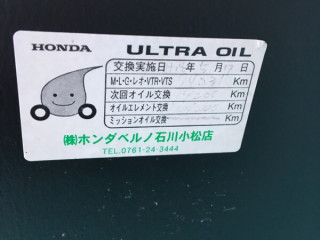 HONDA ULTRA OIL
交換実施日 年 5月 日
M・L・G・レオ・VTR・VTS Km
次回オイル交換 Km
オイルエレメント交換 Km
ミッションオイル交換 Km
㈱ホンダベルノ石川小松店
TEL.0761-24-3444